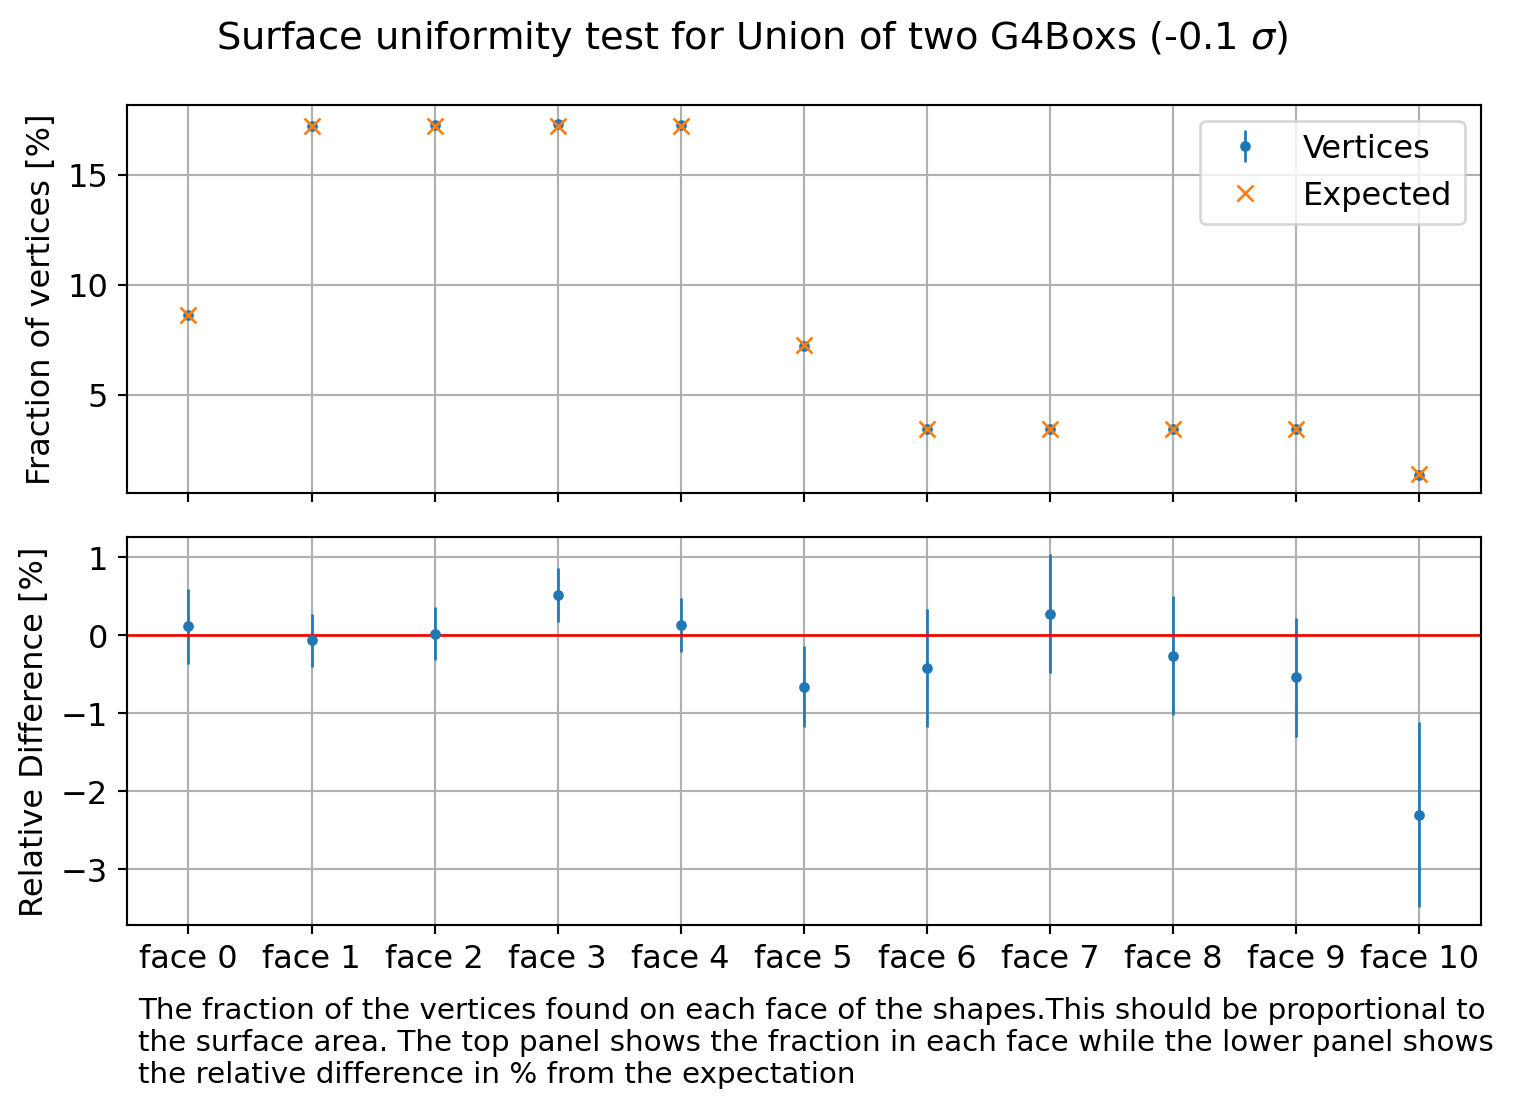 Surface uniformity test for Union of two G4Boxs (-0.1 σ)
Fraction of vertices [%]
15
10
5
Vertices
Expected
Relative Difference [%]
1
0
−1
−2
−3
face 0 face 1 face 2 face 3 face 4 face 5 face 6 face 7 face 8 face 9 face 10
The fraction of the vertices found on each face of the shapes.This should be proportional to
the surface area. The top panel shows the fraction in each face while the lower panel shows
the relative difference in % from the expectation